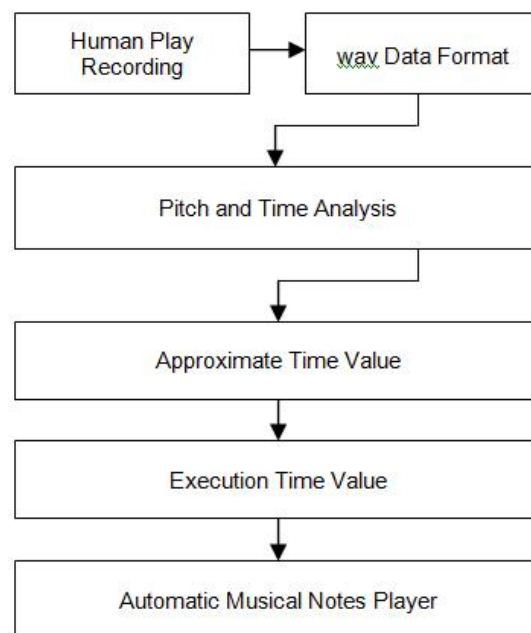 Human Play
Recording
wav Data Format
Pitch and Time Analysis
Approximate Time Value
Execution Time Value
Automatic Musical Notes Player